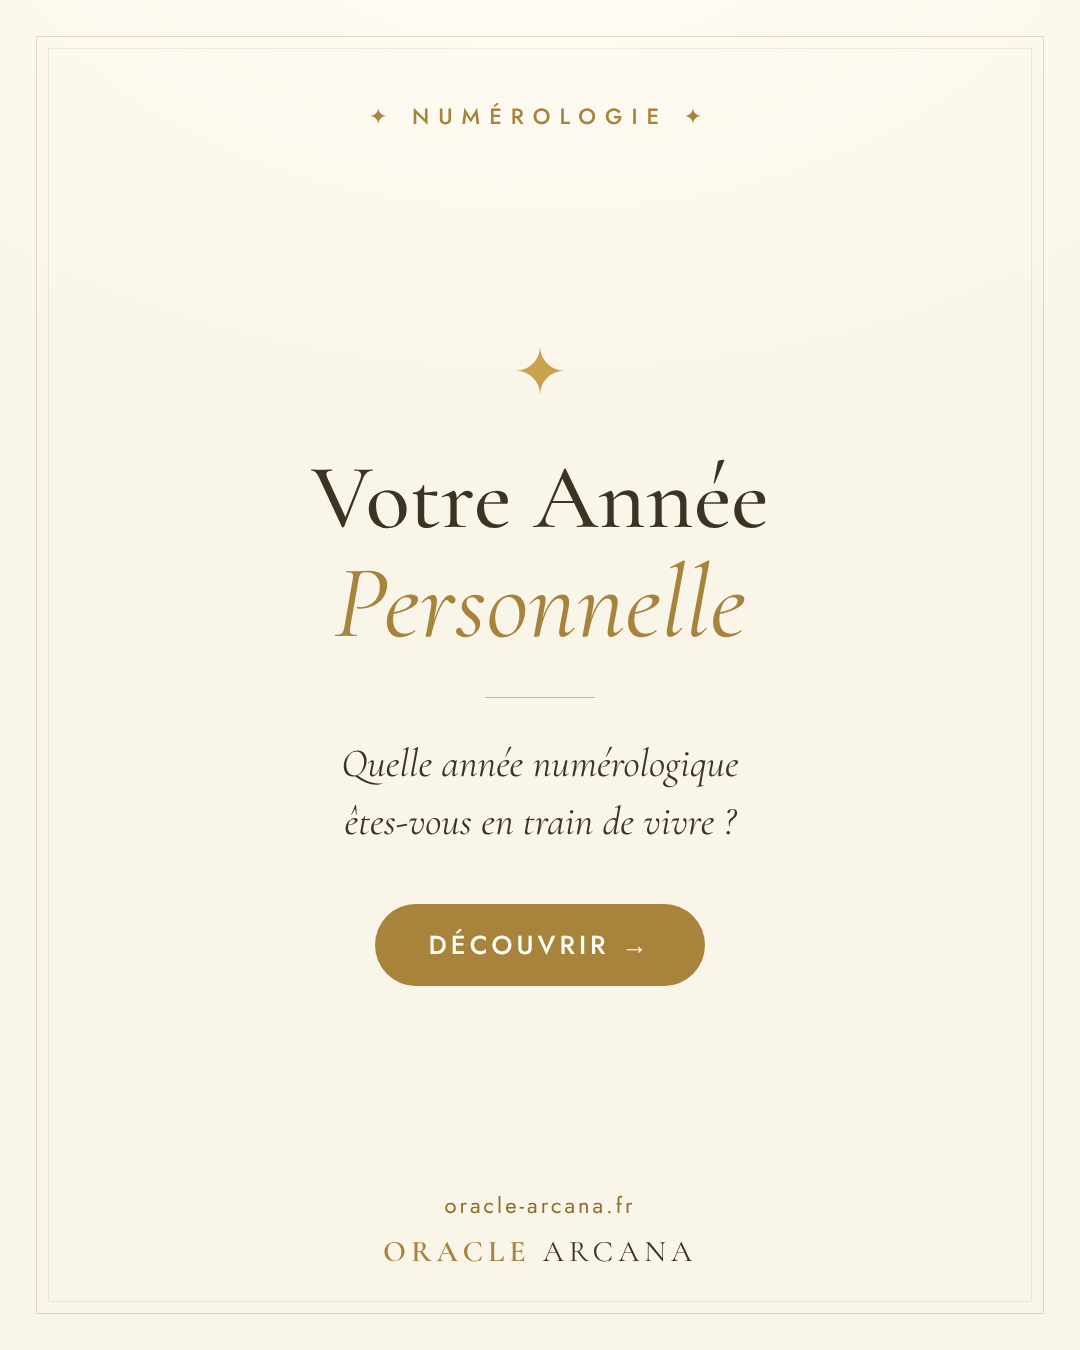 ✦ NUMÉROLOGIE ✦
Votre Année
Personnelle
Quelle année numérologique
êtes-vous en train de vivre ?
DÉCOUVRIR →
oracle-arcana.fr
ORACLE ARCANA